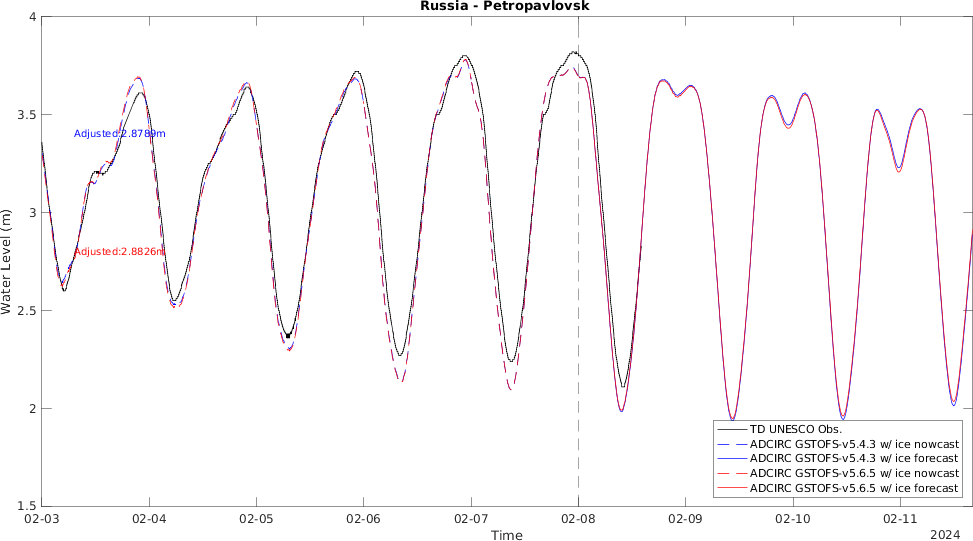 Russia - Petropavlovsk
4
3.5
3
2.5
2
1.5
Water Level (m)
Adjusted:2.8789m
Adjusted:2.8826m
TD UNESCO Obs.
ADCIRC GSTOFS-v5.4.3 w/ ice nowcast
ADCIRC GSTOFS-v5.4.3 w/ ice forecast
ADCIRC GSTOFS-v5.6.5 w/ ice nowcast
ADCIRC GSTOFS-v5.6.5 w/ ice forecast
02-03 02-04 02-05 02-06 02-07 02-08 02-09 02-10 02-11
Time
2024